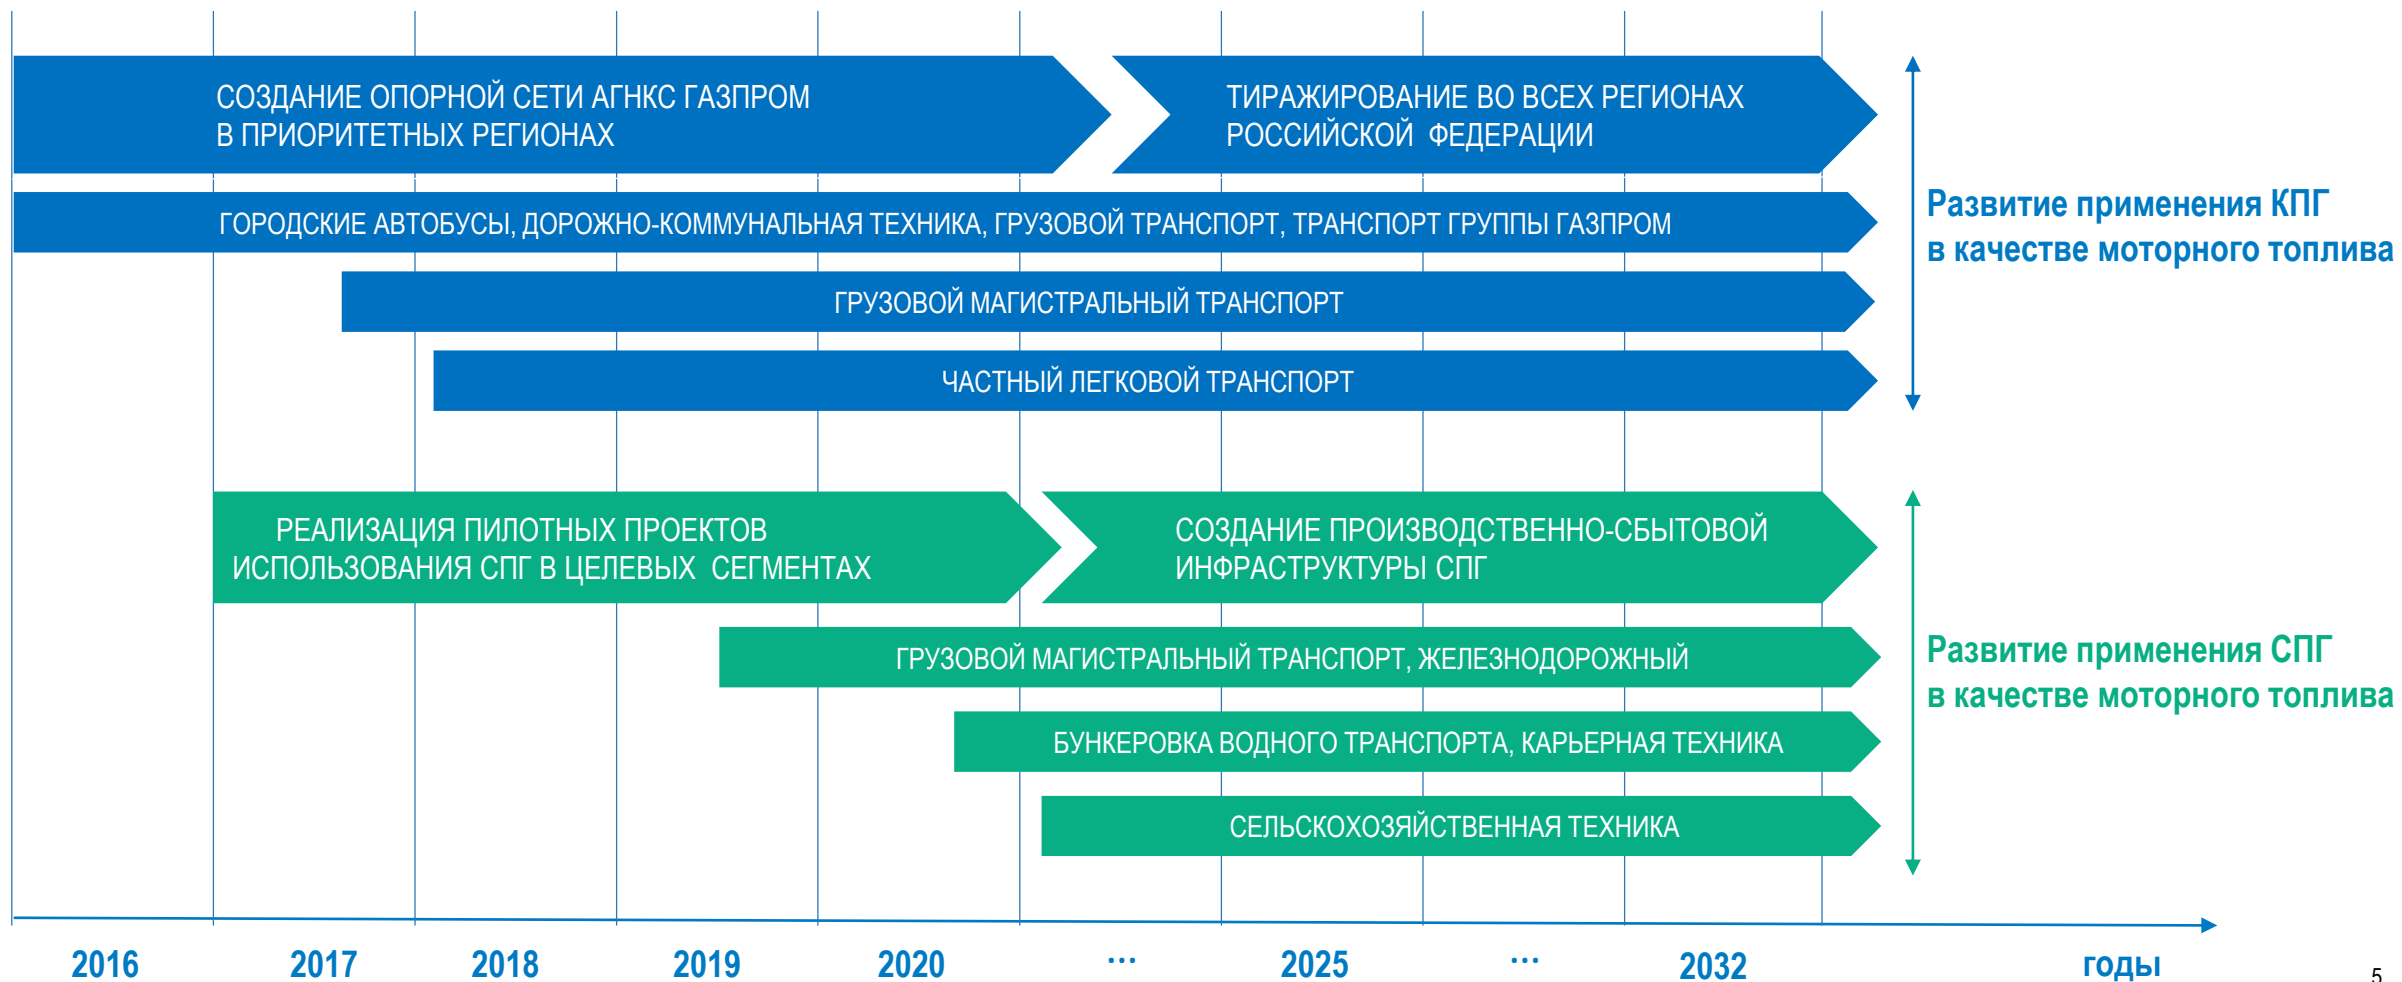 СОЗДАНИЕ ОПОРНОЙ СЕТИ АГНКС ГАЗПРОМ
В ПРИОРИТЕТНЫХ РЕГИОНАХ
ТИРАЖИРОВАНИЕ ВО ВСЕХ РЕГИОНАХ
РОССИЙСКОЙ ФЕДЕРАЦИИ
ГОРОДСКИЕ АВТОБУСЫ, ДОРОЖНО-КОММУНАЛЬНАЯ ТЕХНИКА, ГРУЗОВОЙ ТРАНСПОРТ, ТРАНСПОРТ ГРУППЫ ГАЗПРОМ
ГРУЗОВОЙ МАГИСТРАЛЬНЫЙ ТРАНСПОРТ
ЧАСТНЫЙ ЛЕГКОВОЙ ТРАНСПОРТ
Развитие применения КПГ
в качестве моторного топлива
РЕАЛИЗАЦИЯ ПИЛОТНЫХ ПРОЕКТОВ
ИСПОЛЬЗОВАНИЯ СПГ В ЦЕЛЕВЫХ СЕГМЕНТАХ
СОЗДАНИЕ ПРОИЗВОДСТВЕННО-СБЫТОВОЙ
ИНФРАСТРУКТУРЫ СПГ
ГРУЗОВОЙ МАГИСТРАЛЬНЫЙ ТРАНСПОРТ, ЖЕЛЕЗНОДОРОЖНЫЙ
БУНКЕРОВКА ВОДНОГО ТРАНСПОРТА, КАРЬЕРНАЯ ТЕХНИКА
СЕЛЬСКОХОЗЯЙСТВЕННАЯ ТЕХНИКА
Развитие применения СПГ
в качестве моторного топлива
2016 2017 2018 2019 2020 ... 2025 ... 2032 годы
5